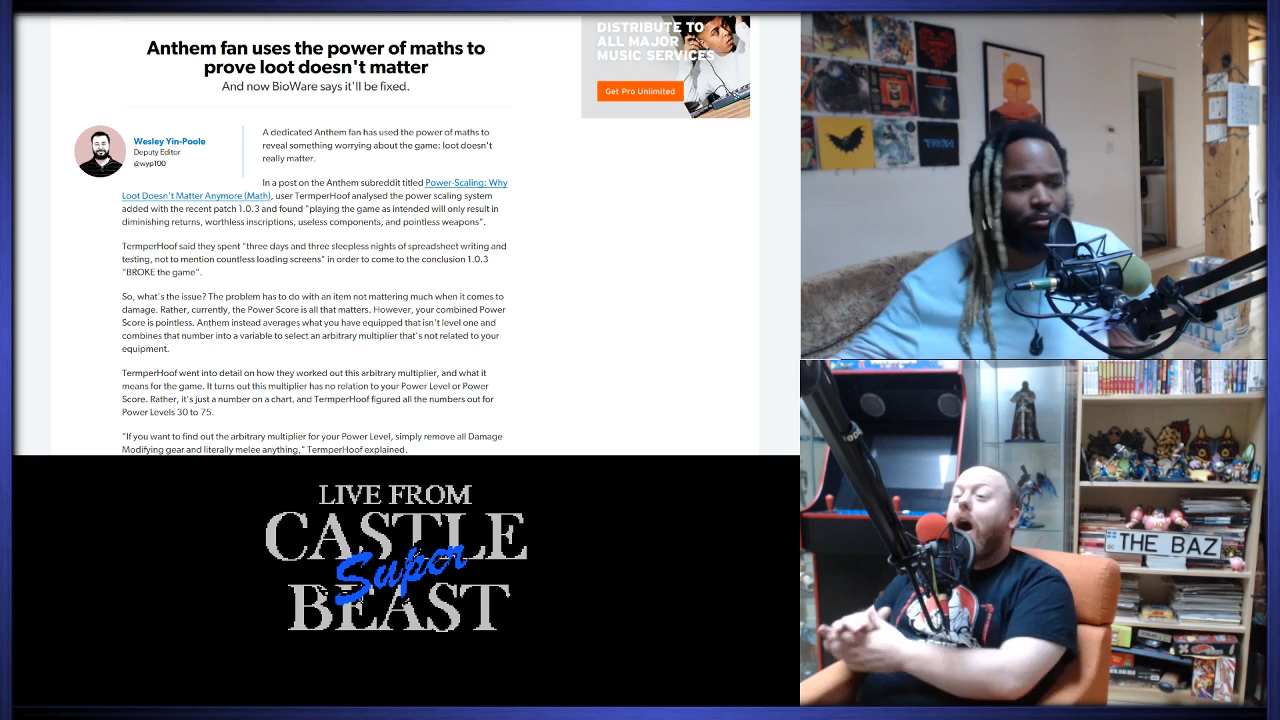 Anthem fan uses the power of maths to
prove loot doesn't matter
And now BioWare says it'll be fixed.
DISTRIBUTE TO
ALL MAJOR
MUSIC SERVICES
Get Pro Unlimited
Wesley Yin-Poole
Deputy Editor
@wyp100
A dedicated Anthem fan has used the power of maths to
reveal something worrying about the game: loot doesn't
really matter.
In a post on the Anthem subreddit titled Power-Scaling: Why
Loot Doesn't Matter Anymore (Math), user TermperHoof analysed the power scaling system
added with the recent patch 1.0.3 and found "playing the game as intended will only result in
diminishing returns, worthless inscriptions, useless components, and pointless weapons".
TermperHoof said they spent "three days and three sleepless nights of spreadsheet writing and
testing, not to mention countless loading screens" in order to come to the conclusion 1.0.3
"BROKE the game".
So, what's the issue? The problem has to do with an item not mattering much when it comes to
damage. Rather, currently, the Power Score is all that matters. However, your combined Power
Score is pointless. Anthem instead averages what you have equipped that isn't level one and
combines that number into a variable to select an arbitrary multiplier that's not related to your
equipment.
TermperHoof went into detail on how they worked out this arbitrary multiplier, and what it
means for the game. It turns out this multiplier has no relation to your Power Level or Power
Score. Rather, it's just a number on a chart, and TermperHoof figured all the numbers out for
Power Levels 30 to 75.
"If you want to find out the arbitrary multiplier for your Power Level, simply remove all Damage
Modifying gear and literally melee anything," TermperHoof explained.
LIVE FROM
CASTLE
Super
BEAST
TRON
THE BAZ